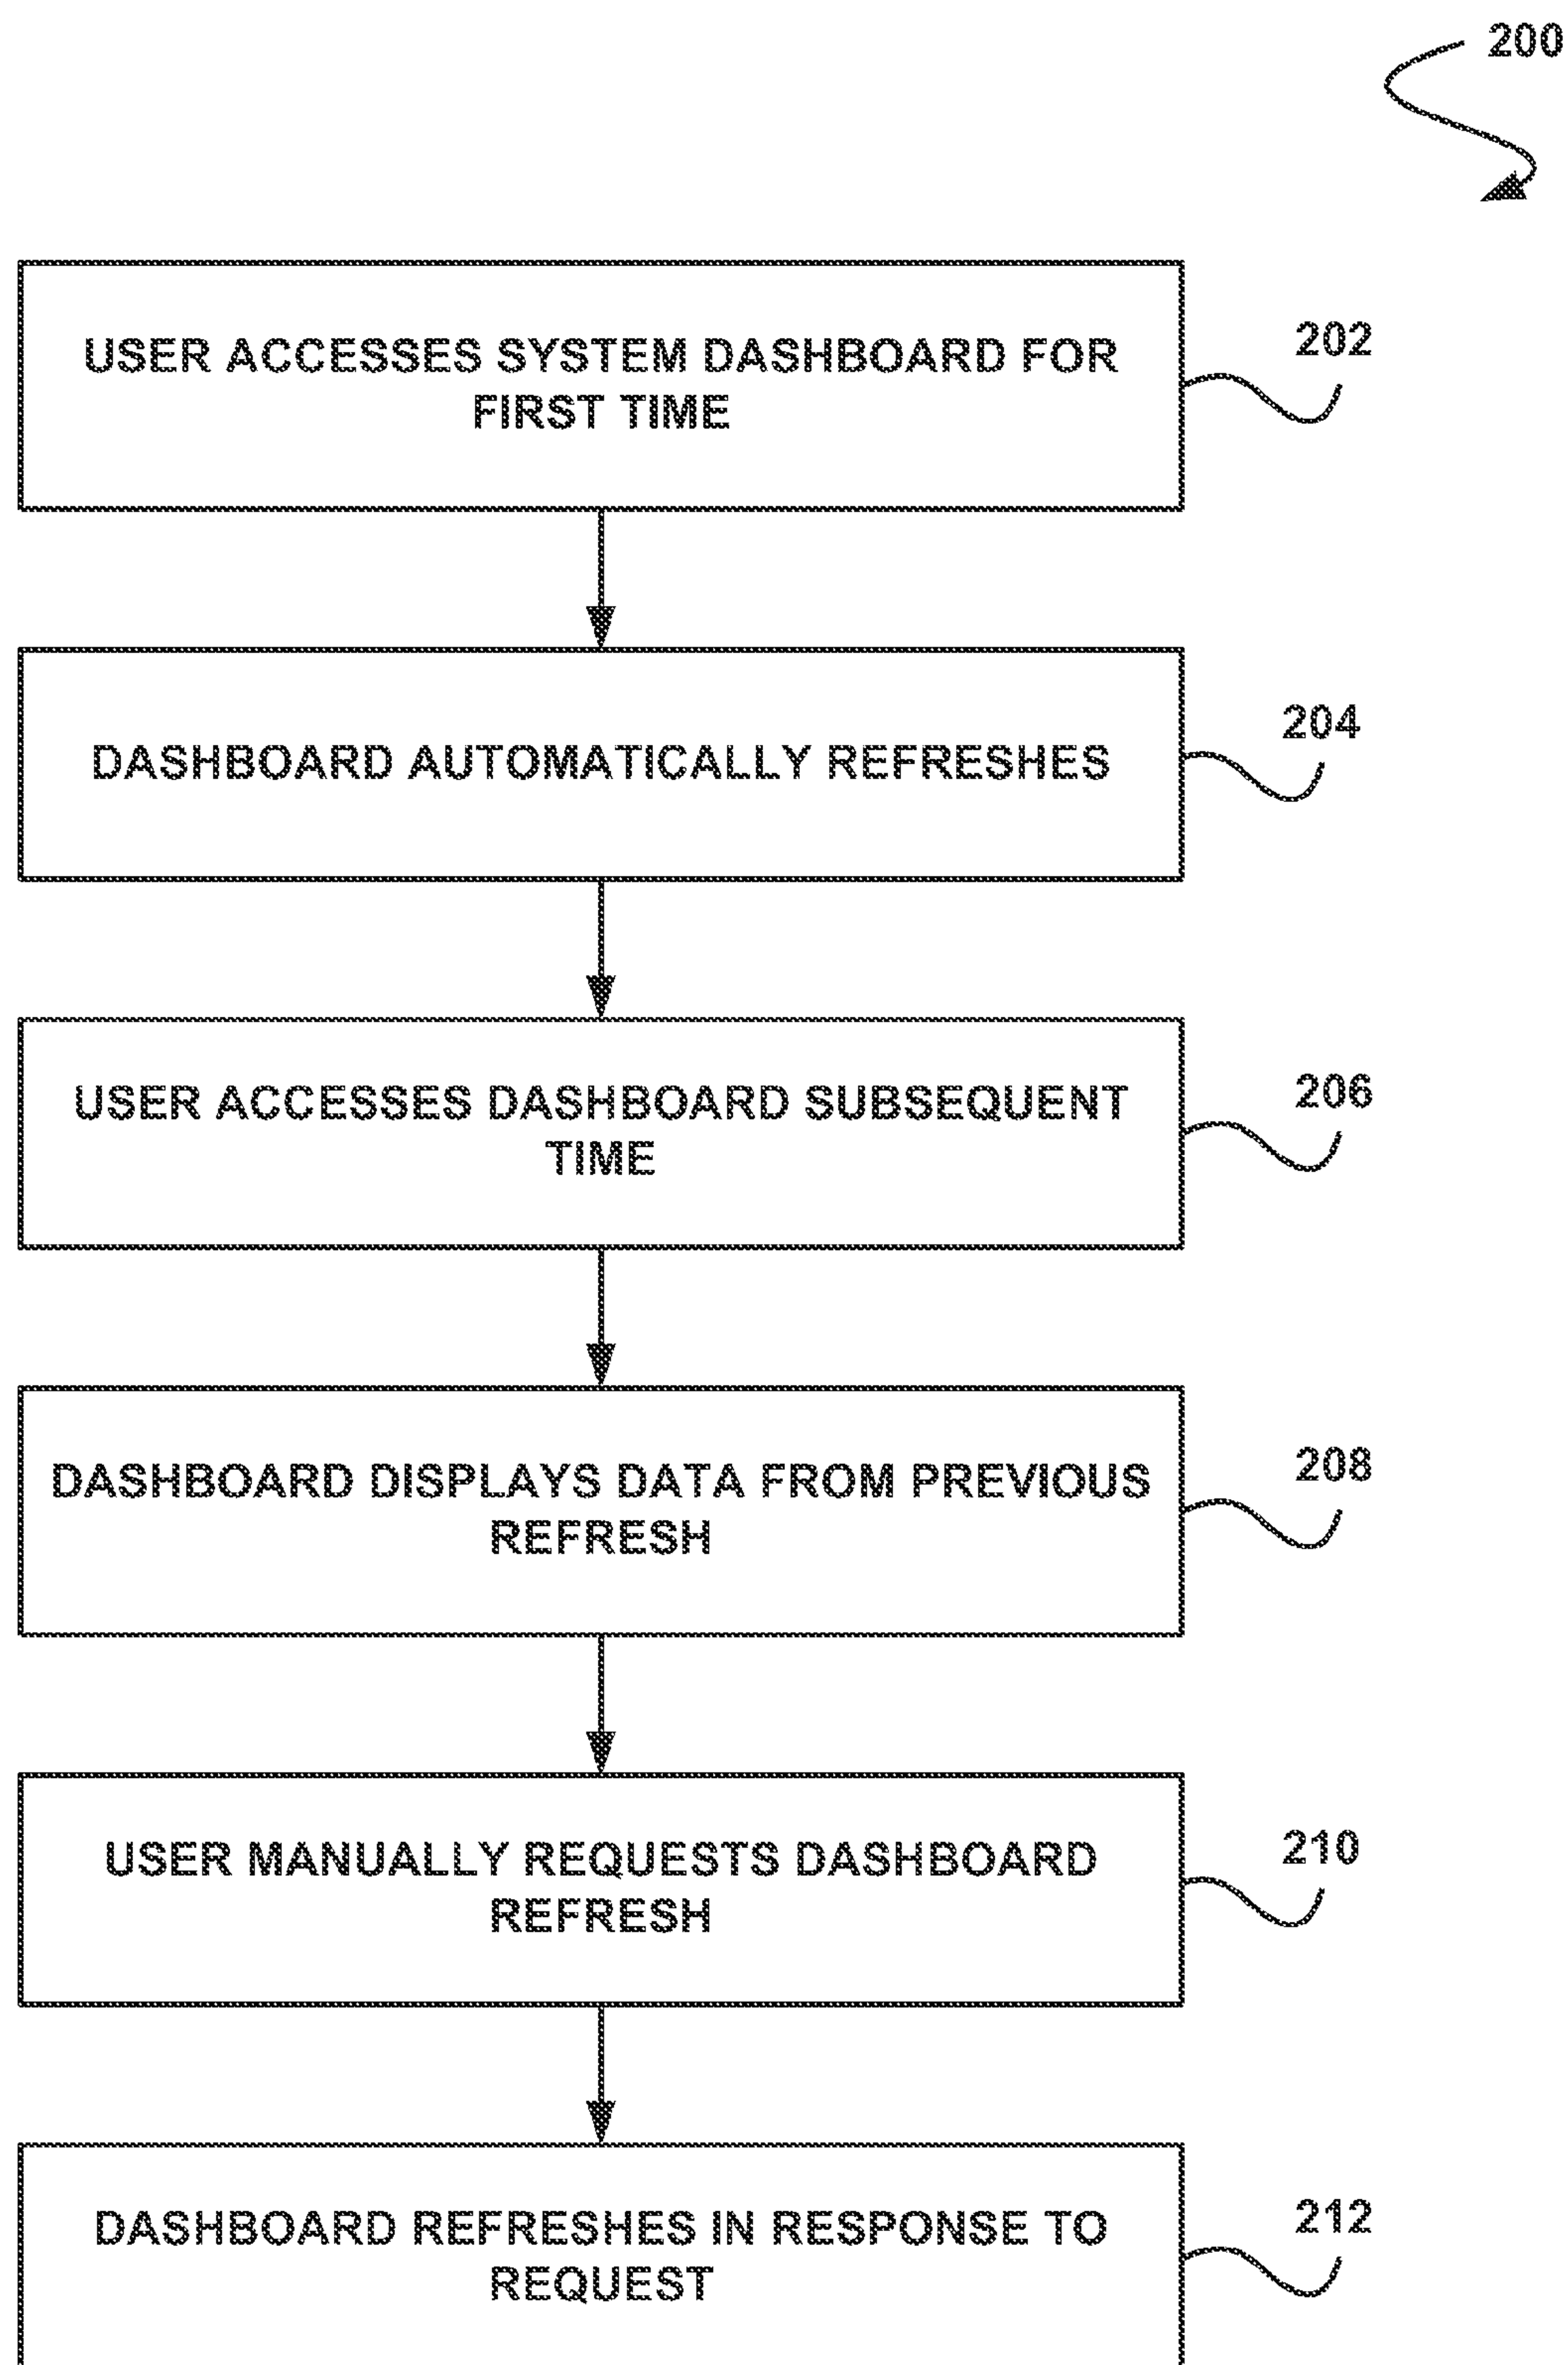 200
USER ACCESSES SYSTEM DASHBOARD FOR
FIRST TIME
202
DASHBOARD AUTOMATICALLY REFRESHES
204
USER ACCESSES DASHBOARD SUBSEQUENT
TIME
206
DASHBOARD DISPLAYS DATA FROM PREVIOUS
REFRESH
208
USER MANUALLY REQUESTS DASHBOARD
REFRESH
210
DASHBOARD REFRESHES IN RESPONSE TO
REQUEST
212